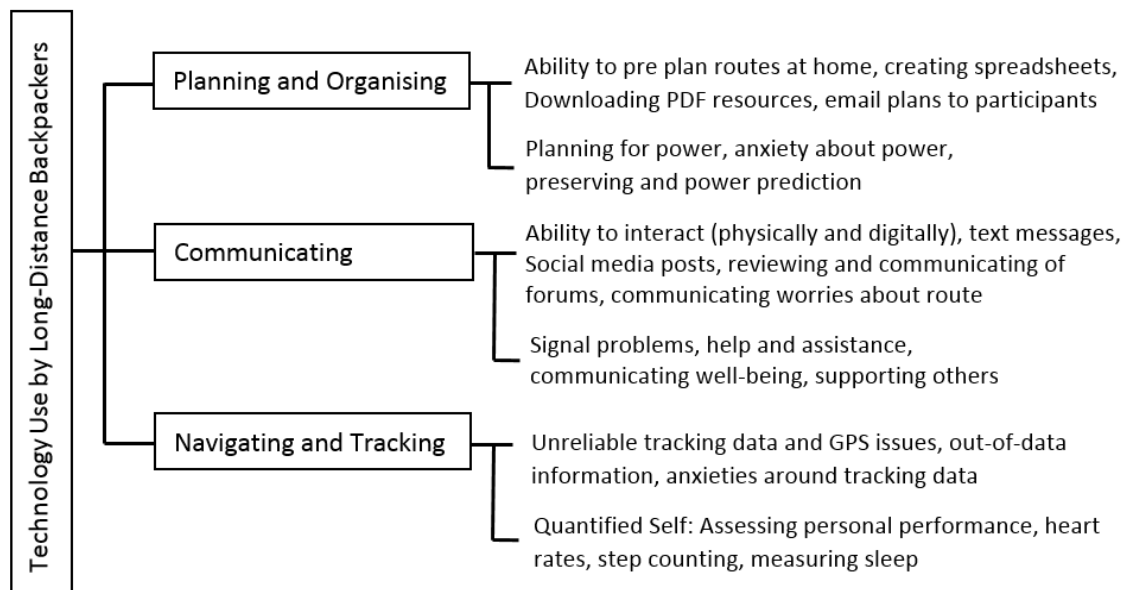 Technology Use by Long-Distance Backpackers
Planning and Organising
Ability to pre plan routes at home, creating spreadsheets,
Downloading PDF resources, email plans to participants
Planning for power, anxiety about power,
preserving and power prediction
Communicating
Ability to interact (physically and digitally), text messages,
Social media posts, reviewing and communicating of
forums, communicating worries about route
Signal problems, help and assistance,
communicating well-being, supporting others
Navigating and Tracking
Unreliable tracking data and GPS issues, out-of-data
information, anxieties around tracking data
Quantified Self: Assessing personal performance, heart
rates, step counting, measuring sleep